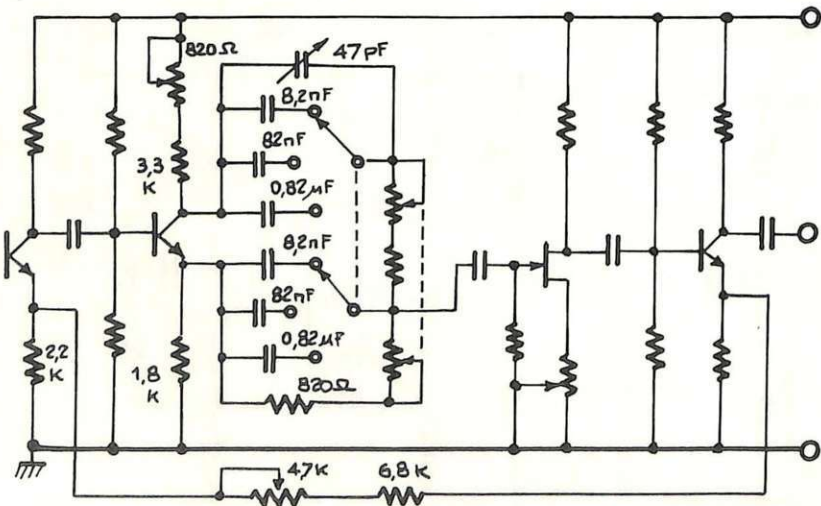 820Ω
47pF
8,2nF
82nF
3,3
K
0,82µF
8,2nF
82nF
2,2
K
1,8
K
0,82µF
820Ω
4,7K
6,8K